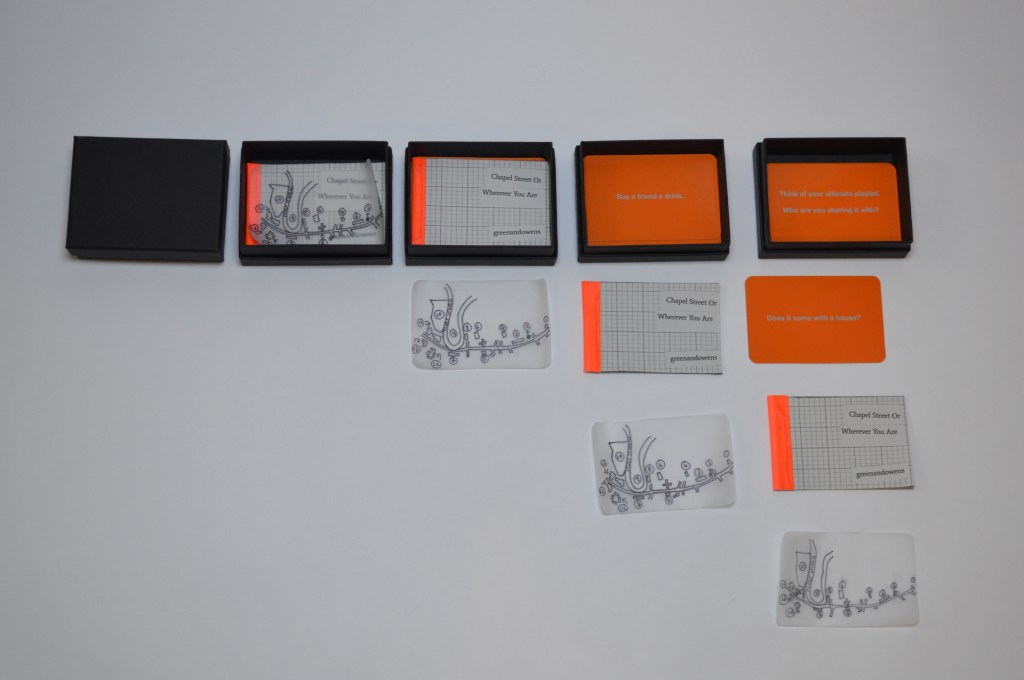 Chapel Street Or
Wherever You Are
Chapel Street Or
Wherever You Are
greenandowens
Buy a friend a drink.
Think of your ultimate playlist.
Who are you sharing it with?
Chapel Street Or
Wherever You Are
greenandowens
Does it come with a house?
Chapel Street Or
Wherever You Are
greenandowens